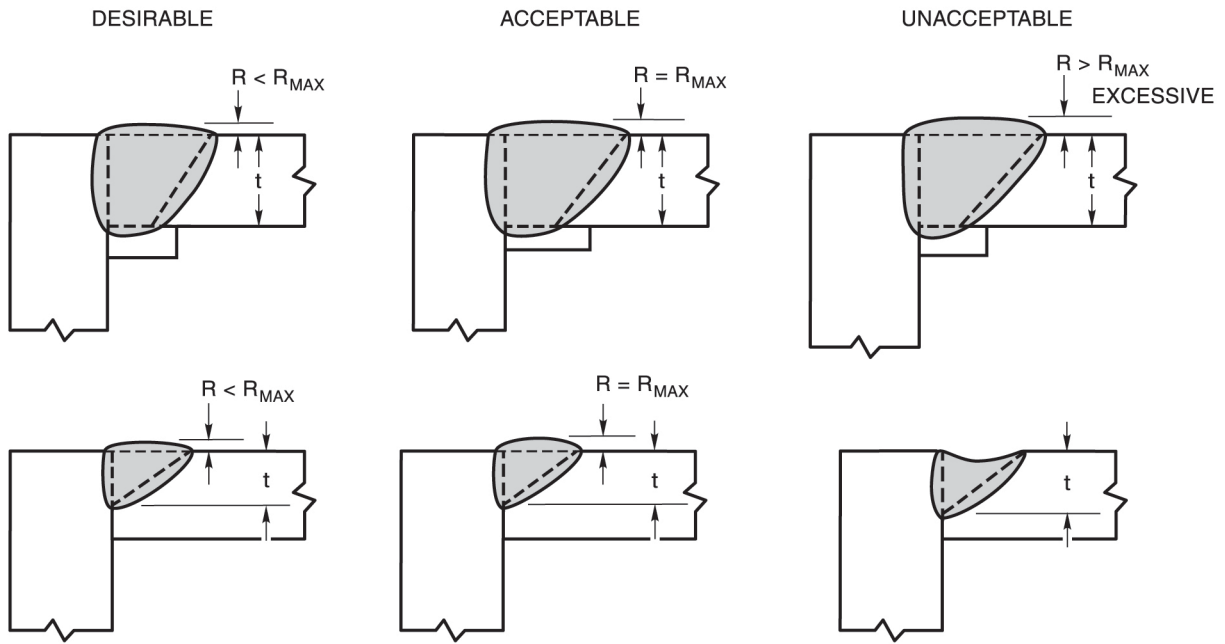 DESIRABLE
ACCEPTABLE
UNACCEPTABLE
R < RMAX
R = RMAX
R > RMAX
EXCESSIVE
t
t
t
R < RMAX
R = RMAX
t
t
t